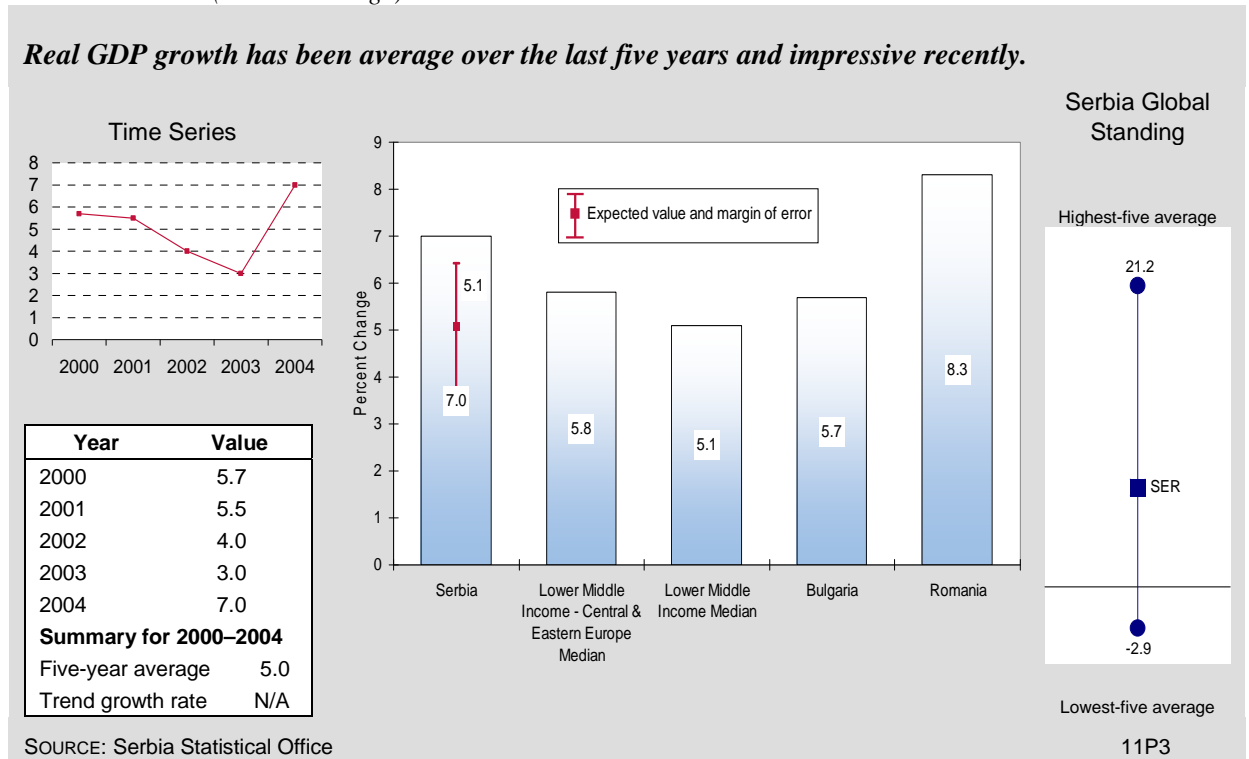 Real GDP growth has been average over the last five years and impressive recently.
Time Series
8
7
6
5
4
3
2
1
0
2000 2001 2002 2003 2004
Year Value
2000 5.7
2001 5.5
2002 4.0
2003 3.0
2004 7.0
Summary for 2000–2004
Five-year average 5.0
Trend growth rate N/A
Percent Change
9
8
7
6
5
4
3
2
1
0
Expected value and margin of error
5.1
7.0
5.8
5.1
5.7
8.3
Serbia
Lower Middle
Income - Central &
Eastern Europe
Median
Lower Middle
Income Median
Bulgaria
Romania
Serbia Global
Standing
Highest-five average
21.2
SER
-2.9
Lowest-five average
SOURCE: Serbia Statistical Office
11P3